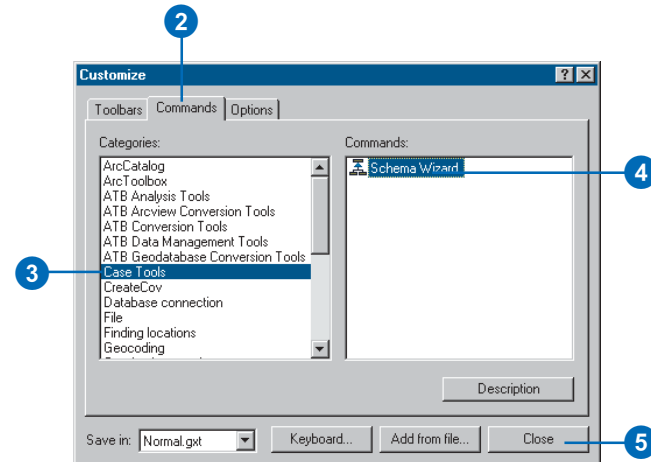 2
Customize
Toolbars Commands Options
Categories:
ArcCatalog
ArcToolbox
ATB Analysis Tools
ATB Arcview Conversion Tools
ATB Conversion Tools
ATB Data Management Tools
ATB Geodatabase Conversion Tools
Case Tools
CreateCov
Database connection
File
Finding locations
Geocoding
Commands:
Schema Wizard
4
3
Description
Save in: Normal.gxt Keyboard... Add from file... Close
5